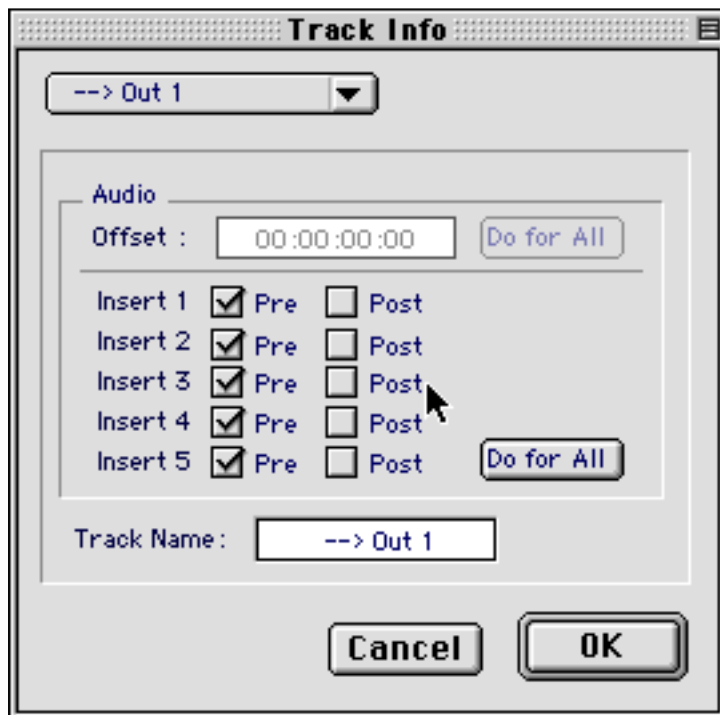 Track Info
--> Out 1
Audio
Offset : 00:00:00:00 Do for All
Insert 1 Pre Post
Insert 2 Pre Post
Insert 3 Pre Post
Insert 4 Pre Post
Insert 5 Pre Post Do for All
Track Name: --> Out 1
Cancel OK